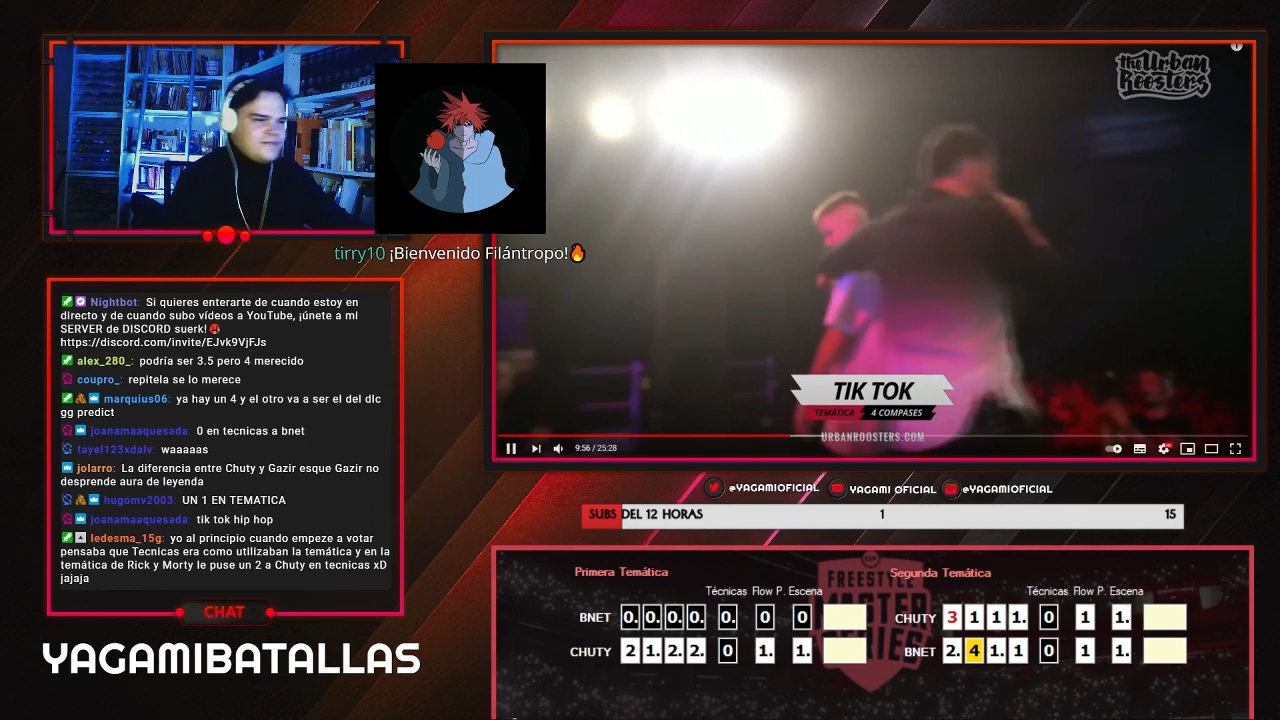 the Urban
Roosters
tirry10 ¡Bienvenido Filántropo!🔥
TIK TOK
TEMÁTICA 4 COMPASES
URBANROOSTERS.COM
9:56 / 25:28
Nightbot: Si quieres enterarte de cuando estoy en
directo y de cuando subo vídeos a YouTube, ¡únete a mi
SERVER de DISCORD suerk!
https://discord.com/invite/EJvk9VjFJs
alex_280_: podría ser 3.5 pero 4 merecido
coupro_: repitela se lo merece
marquius06: ya hay un 4 y el otro va a ser el del dlc
gg predict
joanamaaquesada: 0 en tecnicas a bnet
tayel123xdalv: waaaaas
jolarro: La diferencia entre Chuty y Gazir esque Gazir no
desprende aura de leyenda
hugomv2003: UN 1 EN TEMATICA
joanamaaquesada: tik tok hip hop
ledesma_15g: yo al principio cuando empeze a votar
pensaba que Tecnicas era como utilizaban la temática y en la
temática de Rick y Morty le puse un 2 a Chuty en tecnicas xD
jajaja
CHAT
YAGAMIBATALLAS
@YAGAMIOFICIAL YAGAMI OFICIAL @YAGAMIOFICIAL
SUBS DEL 12 HORAS 1 15
FREESTYLE
MASTER
SERIES
Primera Temática
Técnicas Flow P. Escena
BNET 0. 0. 0. 0. 0. 0 0
CHUTY 2 1. 2. 2. 0 1. 1.
Segunda Temática
Técnicas Flow P. Escena
CHUTY 3 1 1 1. 0 1 1.
BNET 2. 4 1. 1 0 1 1.